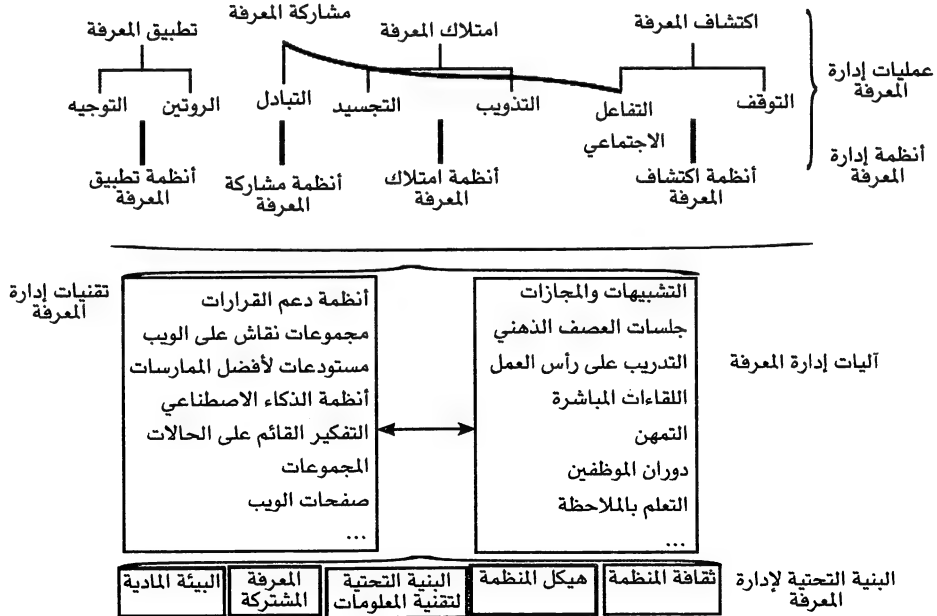 مشاركة المعرفة
اكتشاف المعرفة
امتلاك المعرفة
تطبيق المعرفة
عمليات إدارة
المعرفة
التوقف
التفاعل
الاجتماعي
التذويب
التجسيد
التبادل
الروتين
التوجيه
أنظمة إدارة
المعرفة
أنظمة اكتشاف
المعرفة
أنظمة امتلاك
المعرفة
أنظمة مشاركة
المعرفة
أنظمة تطبيق
المعرفة
آليات إدارة المعرفة
التشبيهات والمجازات
جلسات العصف الذهني
التدريب على رأس العمل
اللقاءات المباشرة
التمهن
دوران الموظفين
التعلم بالملاحظة
...
تقنيات إدارة
المعرفة
أنظمة دعم القرارات
مجموعات نقاش على الويب
مستودعات لأفضل الممارسات
أنظمة الذكاء الاصطناعي
التفكير القائم على الحالات
المجموعات
صفحات الويب
...
البنية التحتية لإدارة
المعرفة
ثقافة المنظمة
هيكل المنظمة
البنية التحتية
لتقنية المعلومات
المعرفة
المشتركة
البيئة المادية